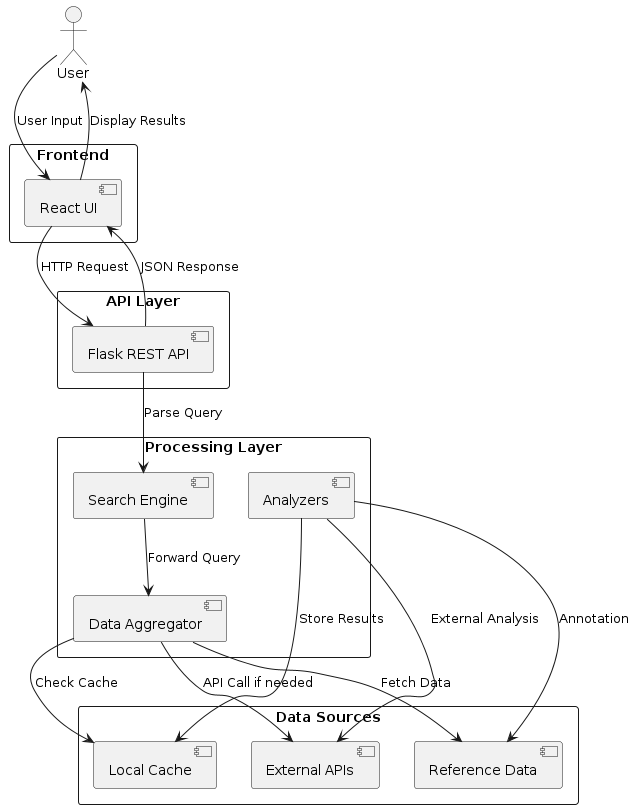 User
User Input
Display Results
Frontend
React UI
HTTP Request
JSON Response
API Layer
Flask REST API
Parse Query
Processing Layer
Search Engine
Analyzers
Forward Query
Data Aggregator
Store Results
External Analysis
Annotation
Check Cache
API Call if needed
Fetch Data
Data Sources
Local Cache
External APIs
Reference Data